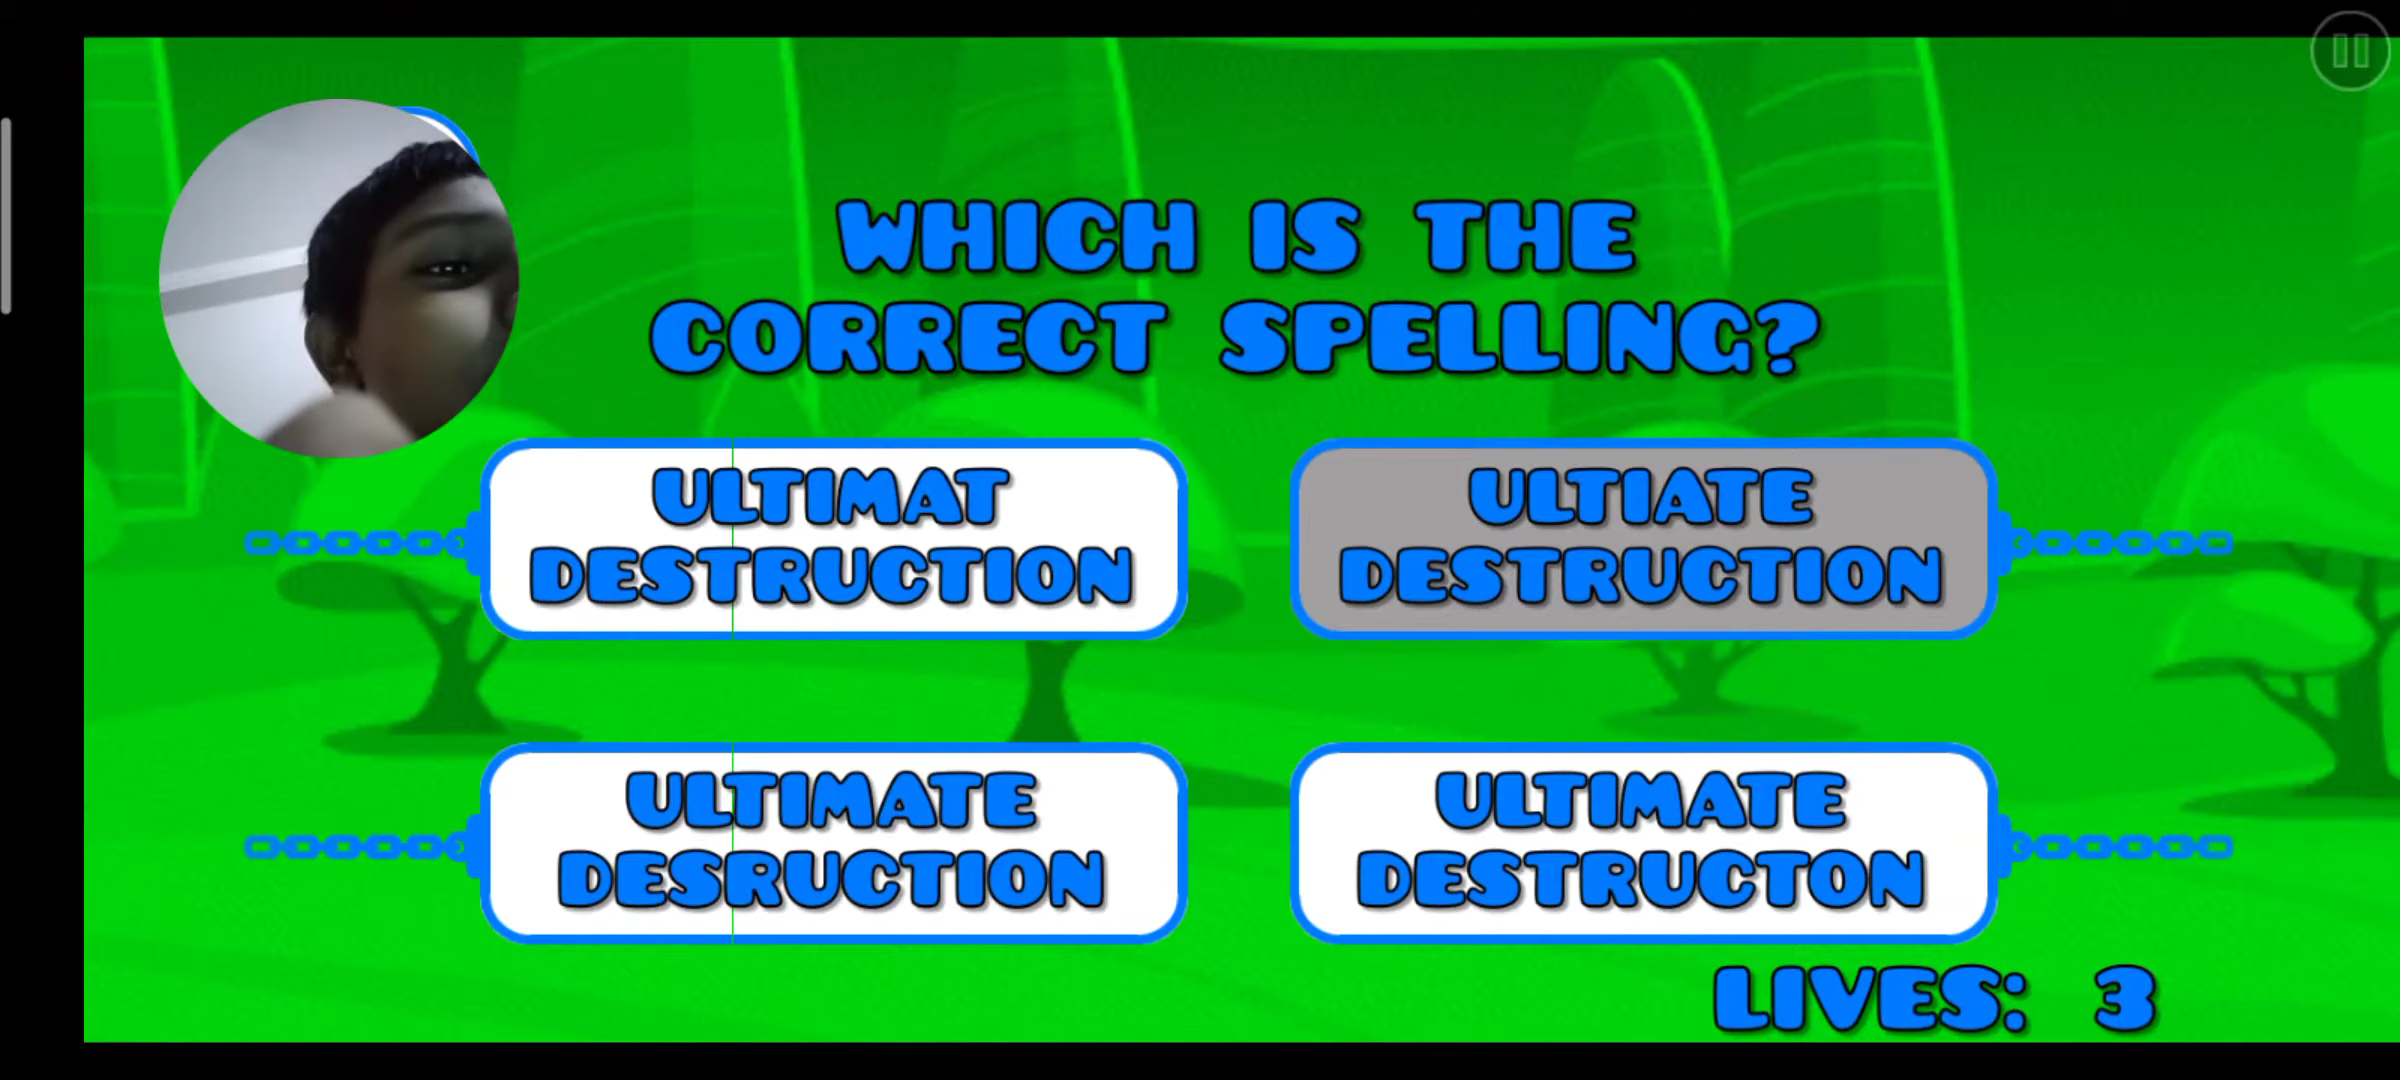 WHICH IS THE
CORRECT SPELLING?
ULTIMAT
DESTRUCTION
ULTIATE
DESTRUCTION
ULTIMATE
DESRUCTION
ULTIMATE
DESTRUCTON
LIVES: 3